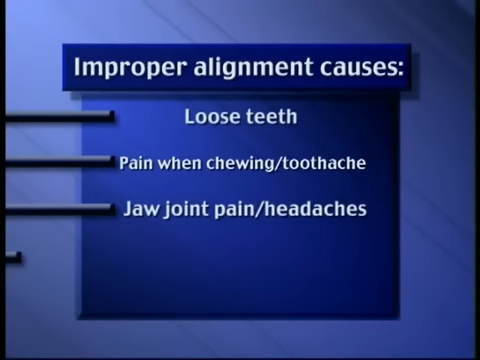 Improper alignment causes:
Loose teeth
Pain when chewing/toothache
Jaw joint pain/headaches